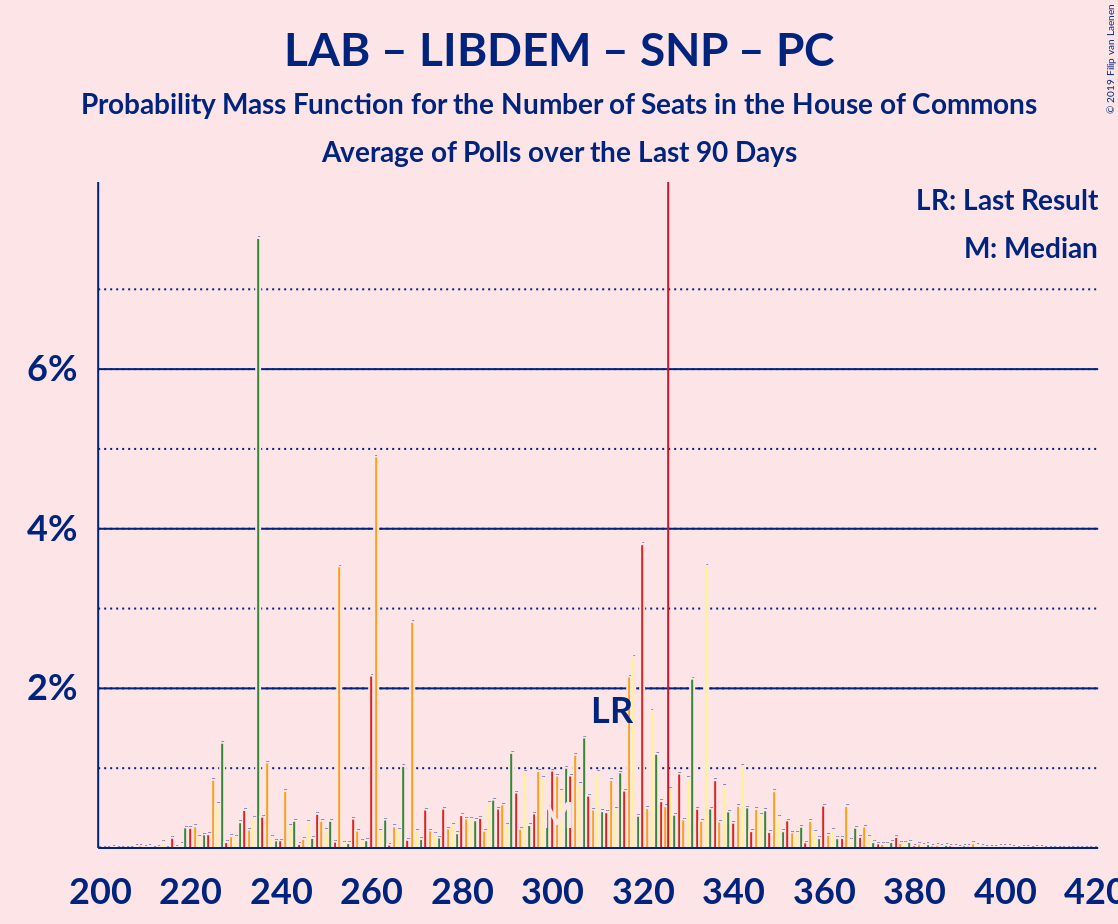 LAB – LIBDEM – SNP – PC
Probability Mass Function for the Number of Seats in the House of Commons
Average of Polls over the Last 90 Days
© 2019 Filip van Laenen
LR: Last Result
M: Median
6%
4%
2%
LR
M
200 220 240 260 280 300 320 340 360 380 400 420